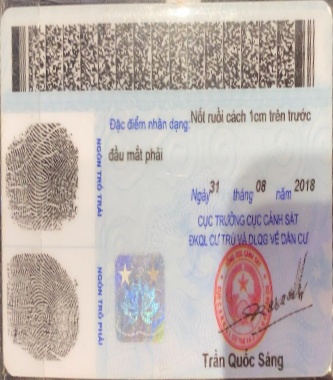 Đặc điểm nhận dạng: Nốt ruồi cách 1cm trên trước
đầu mắt phải
Ngày 31 tháng 08 năm 2018
CỤC TRƯỞNG CỤC CẢNH SÁT
ĐKQL CƯ TRÚ VÀ DLQG VỀ DÂN CƯ
Trần Quốc Sảng
NGÓN TRỎ TRÁI
NGÓN TRỎ PHẢI